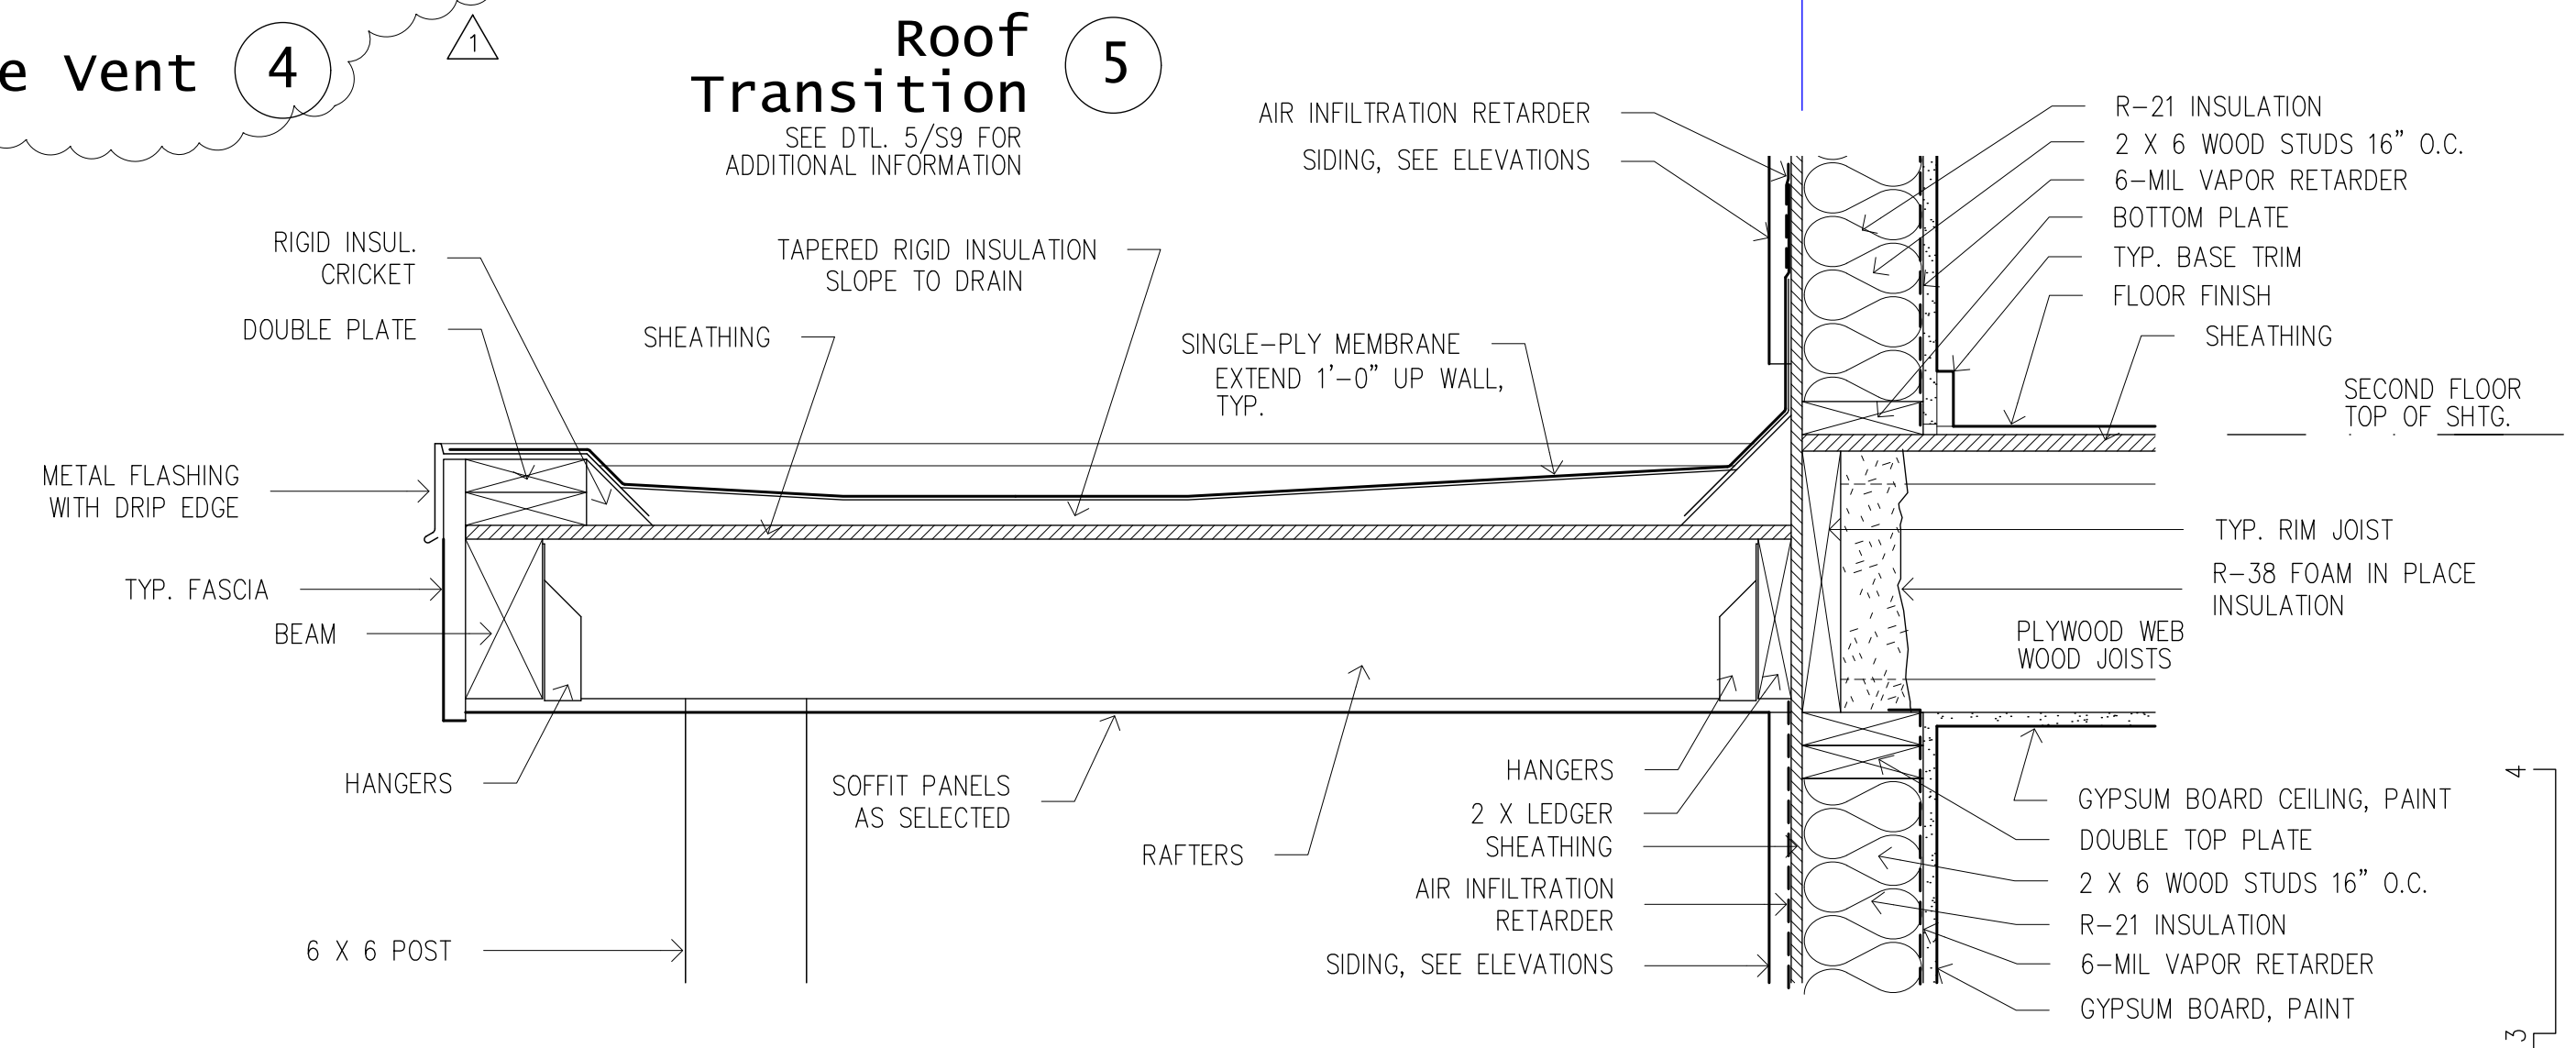 e Vent
4
1
Roof
Transition
5
SEE DTL. 5/S9 FOR
ADDITIONAL INFORMATION
RIGID INSUL.
CRICKET
DOUBLE PLATE
METAL FLASHING
WITH DRIP EDGE
TYP. FASCIA
BEAM
HANGERS
6 X 6 POST
TAPERED RIGID INSULATION
SLOPE TO DRAIN
SHEATHING
SINGLE-PLY MEMBRANE
EXTEND 1'-0" UP WALL,
TYP.
SOFFIT PANELS
AS SELECTED
RAFTERS
AIR INFILTRATION RETARDER
SIDING, SEE ELEVATIONS
HANGERS
2 X LEDGER
SHEATHING
AIR INFILTRATION
RETARDER
SIDING, SEE ELEVATIONS
R-21 INSULATION
2 X 6 WOOD STUDS 16" O.C.
6-MIL VAPOR RETARDER
BOTTOM PLATE
TYP. BASE TRIM
FLOOR FINISH
SHEATHING
SECOND FLOOR
TOP OF SHTG.
TYP. RIM JOIST
R-38 FOAM IN PLACE
INSULATION
PLYWOOD WEB
WOOD JOISTS
GYPSUM BOARD CEILING, PAINT
DOUBLE TOP PLATE
2 X 6 WOOD STUDS 16" O.C.
R-21 INSULATION
6-MIL VAPOR RETARDER
GYPSUM BOARD, PAINT
4
3